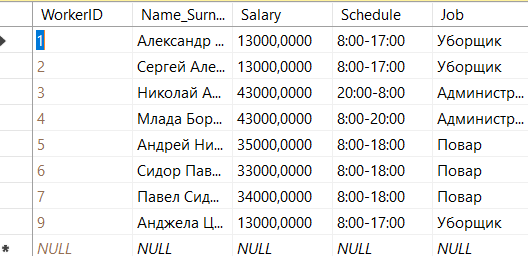 WorkerID Name_Surn... Salary Schedule Job
1 Александр ... 13000,0000 8:00-17:00 Уборщик
2 Сергей Але... 13000,0000 8:00-17:00 Уборщик
3 Николай А... 43000,0000 20:00-8:00 Администр...
4 Млада Бор... 43000,0000 8:00-20:00 Администр...
5 Андрей Ни... 35000,0000 8:00-18:00 Повар
6 Сидор Пав... 33000,0000 8:00-18:00 Повар
7 Павел Сид... 34000,0000 8:00-18:00 Повар
9 Анджела Ц... 13000,0000 8:00-17:00 Уборщик
NULL NULL NULL NULL NULL